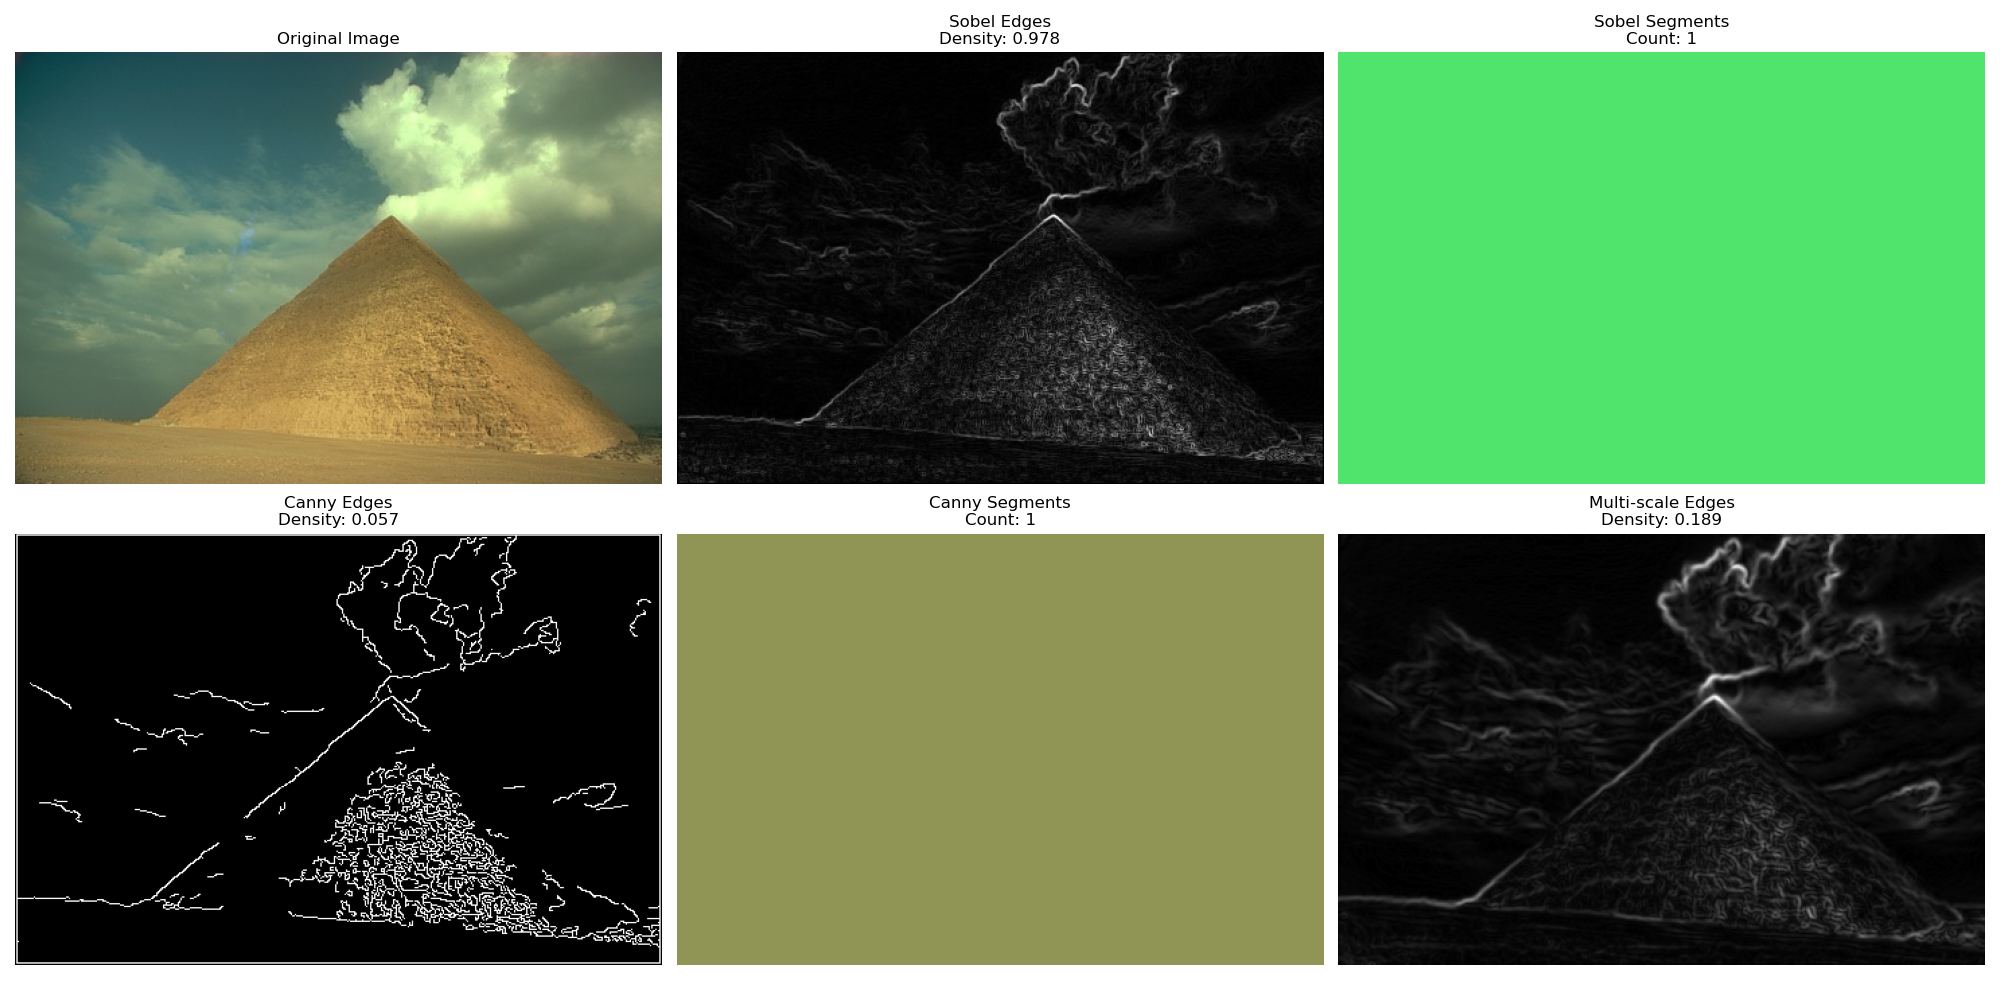 Original Image
Sobel Edges
Density: 0.978
Sobel Segments
Count: 1
Canny Edges
Density: 0.057
Canny Segments
Count: 1
Multi-scale Edges
Density: 0.189